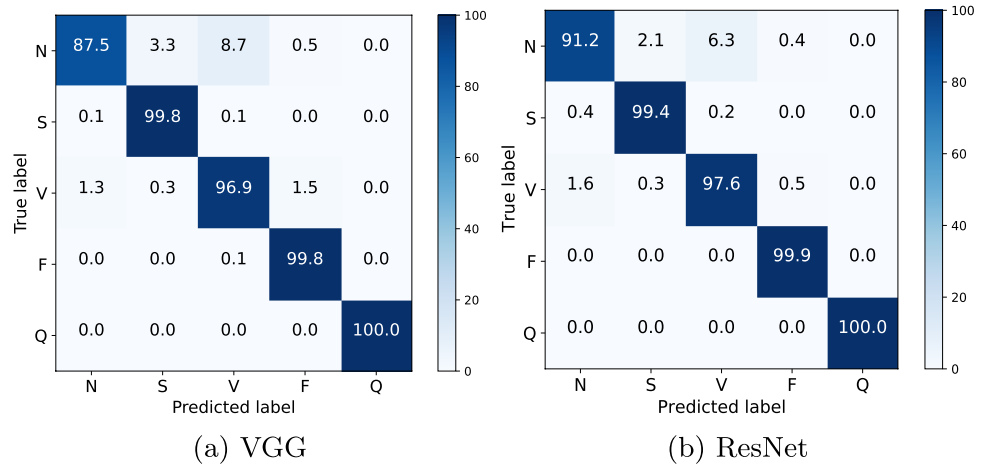 100
N 87.5 3.3 8.7 0.5 0.0
80
S 0.1 99.8 0.1 0.0 0.0
60
V 1.3 0.3 96.9 1.5 0.0
40
F 0.0 0.0 0.1 99.8 0.0
20
Q 0.0 0.0 0.0 0.0 100.0
0
N S V F Q
True label
Predicted label
(a) VGG
100
N 91.2 2.1 6.3 0.4 0.0
80
S 0.4 99.4 0.2 0.0 0.0
60
V 1.6 0.3 97.6 0.5 0.0
40
F 0.0 0.0 0.0 99.9 0.0
20
Q 0.0 0.0 0.0 0.0 100.0
0
N S V F Q
True label
Predicted label
(b) ResNet